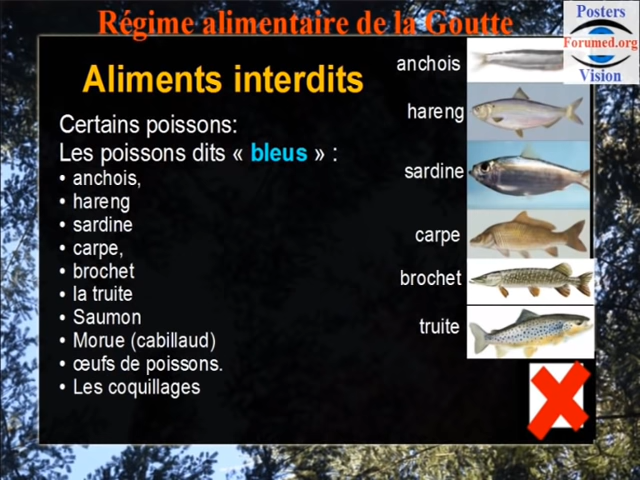 Régime alimentaire de la Goutte
Posters
Forumed.org
Vision
Aliments interdits
Certains poissons:
Les poissons dits « bleus » :
• anchois,
• hareng
• sardine
• carpe,
• brochet
• la truite
• Saumon
• Morue (cabillaud)
• œufs de poissons.
• Les coquillages
anchois
hareng
sardine
carpe
brochet
truite